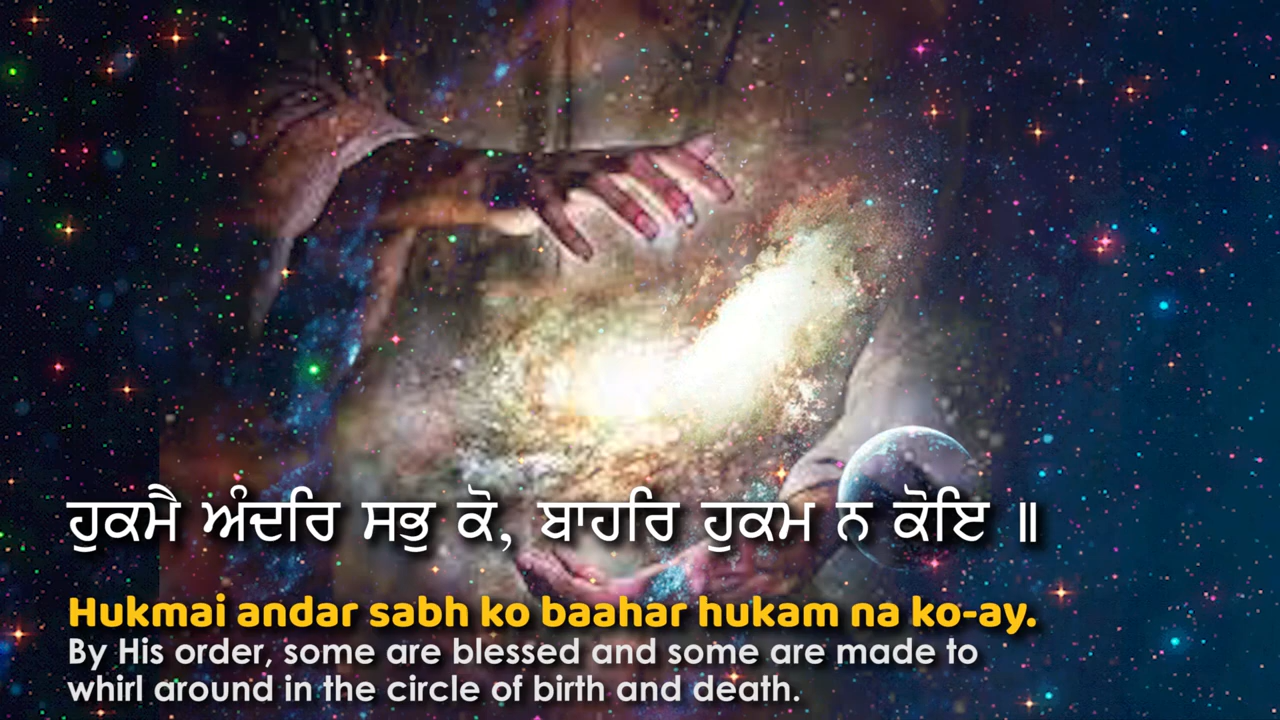 ਹੁਕਮੈ ਅੰਦਰਿ ਸਭੁ ਕੋ, ਬਾਹਰਿ ਹੁਕਮ ਨ ਕੋਇ ॥
Hukmai andar sabh ko baahar hukam na ko-ay.
By His order, some are blessed and some are made to
whirl around in the circle of birth and death.